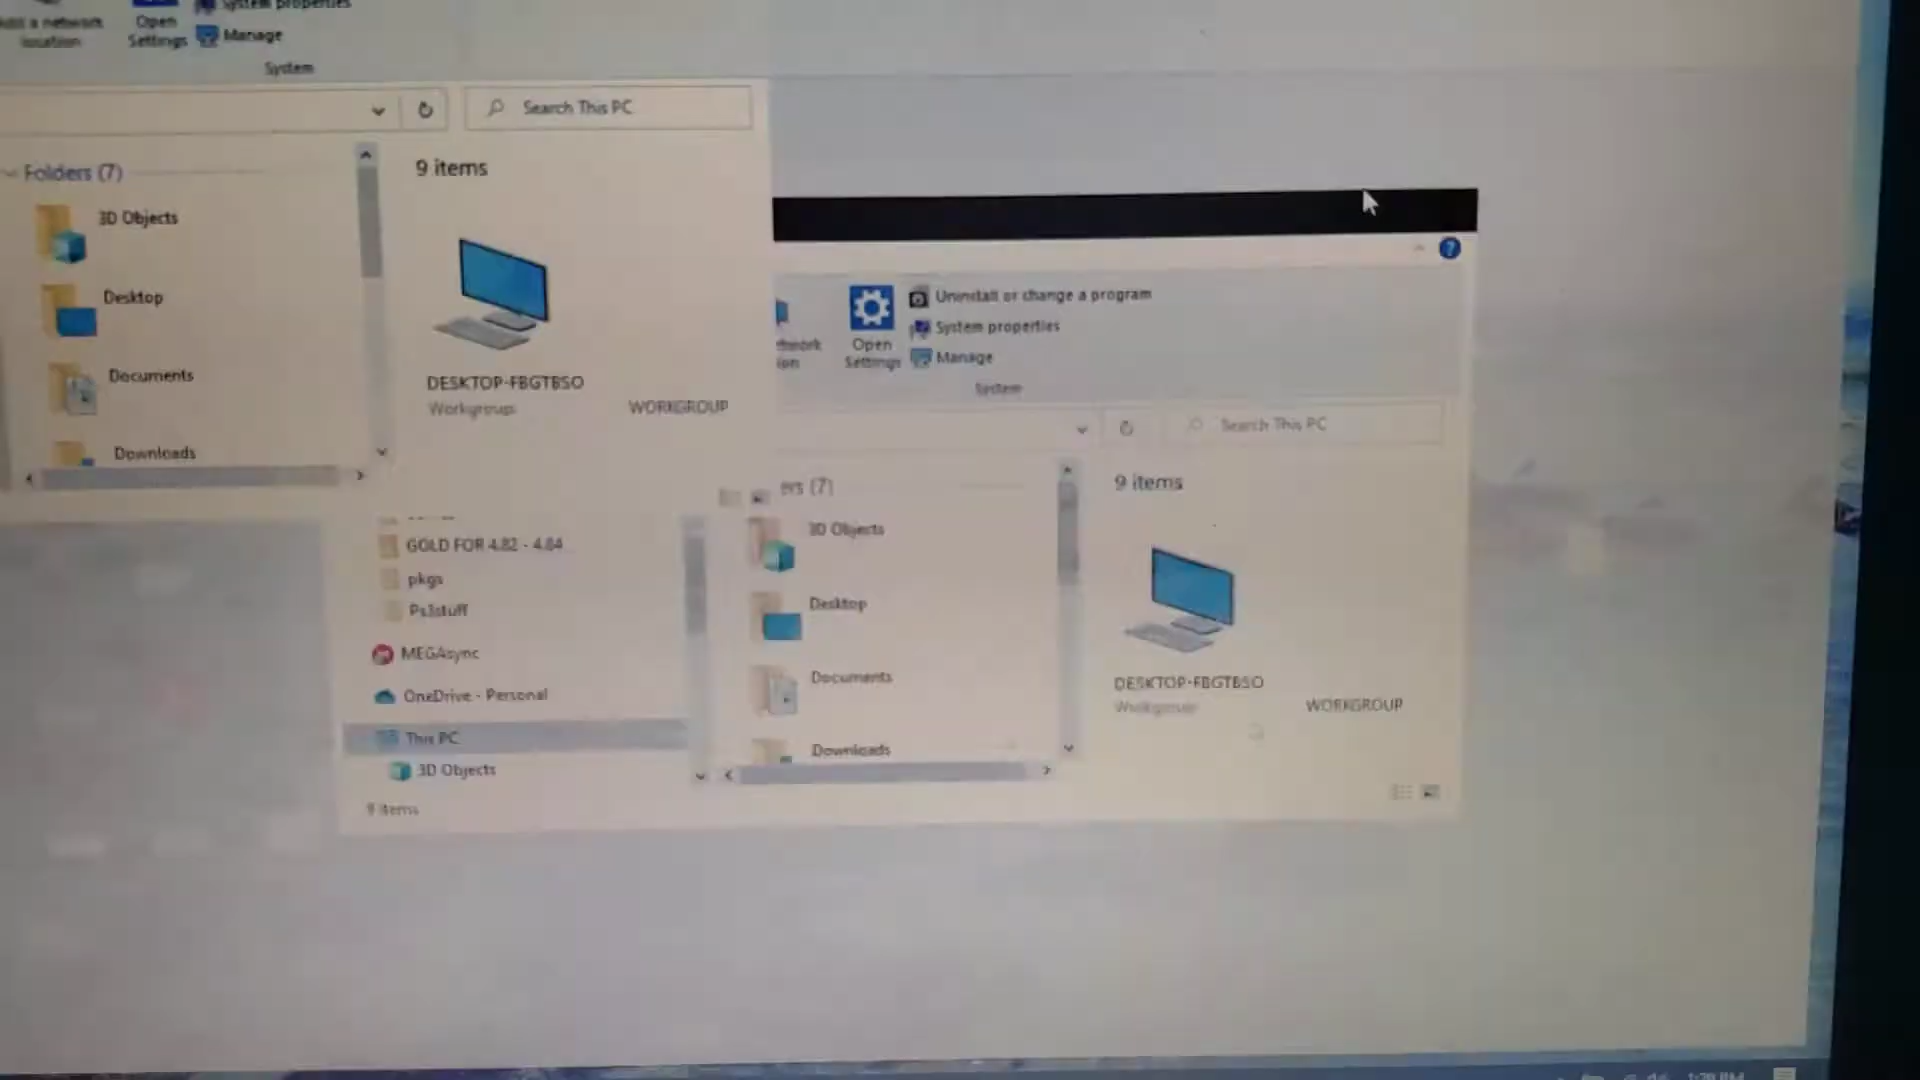 Add a network
location
Open
Settings
System properties
Manage
System
Search This PC
Folders (7)
9 items
3D Objects
Desktop
Documents
Downloads
DESKTOP-FBGTBSO
Workgroup: WORKGROUP
Open
Settings
Uninstall or change a program
System properties
Manage
System
Search This PC
ers (7)
9 items
3D Objects
Desktop
Documents
Downloads
DESKTOP-FBGTBSO
Workgroup: WORKGROUP
GOLD FOR 4.82 - 4.84
pkgs
Ps3stuff
MEGAsync
OneDrive - Personal
This PC
3D Objects
9 items